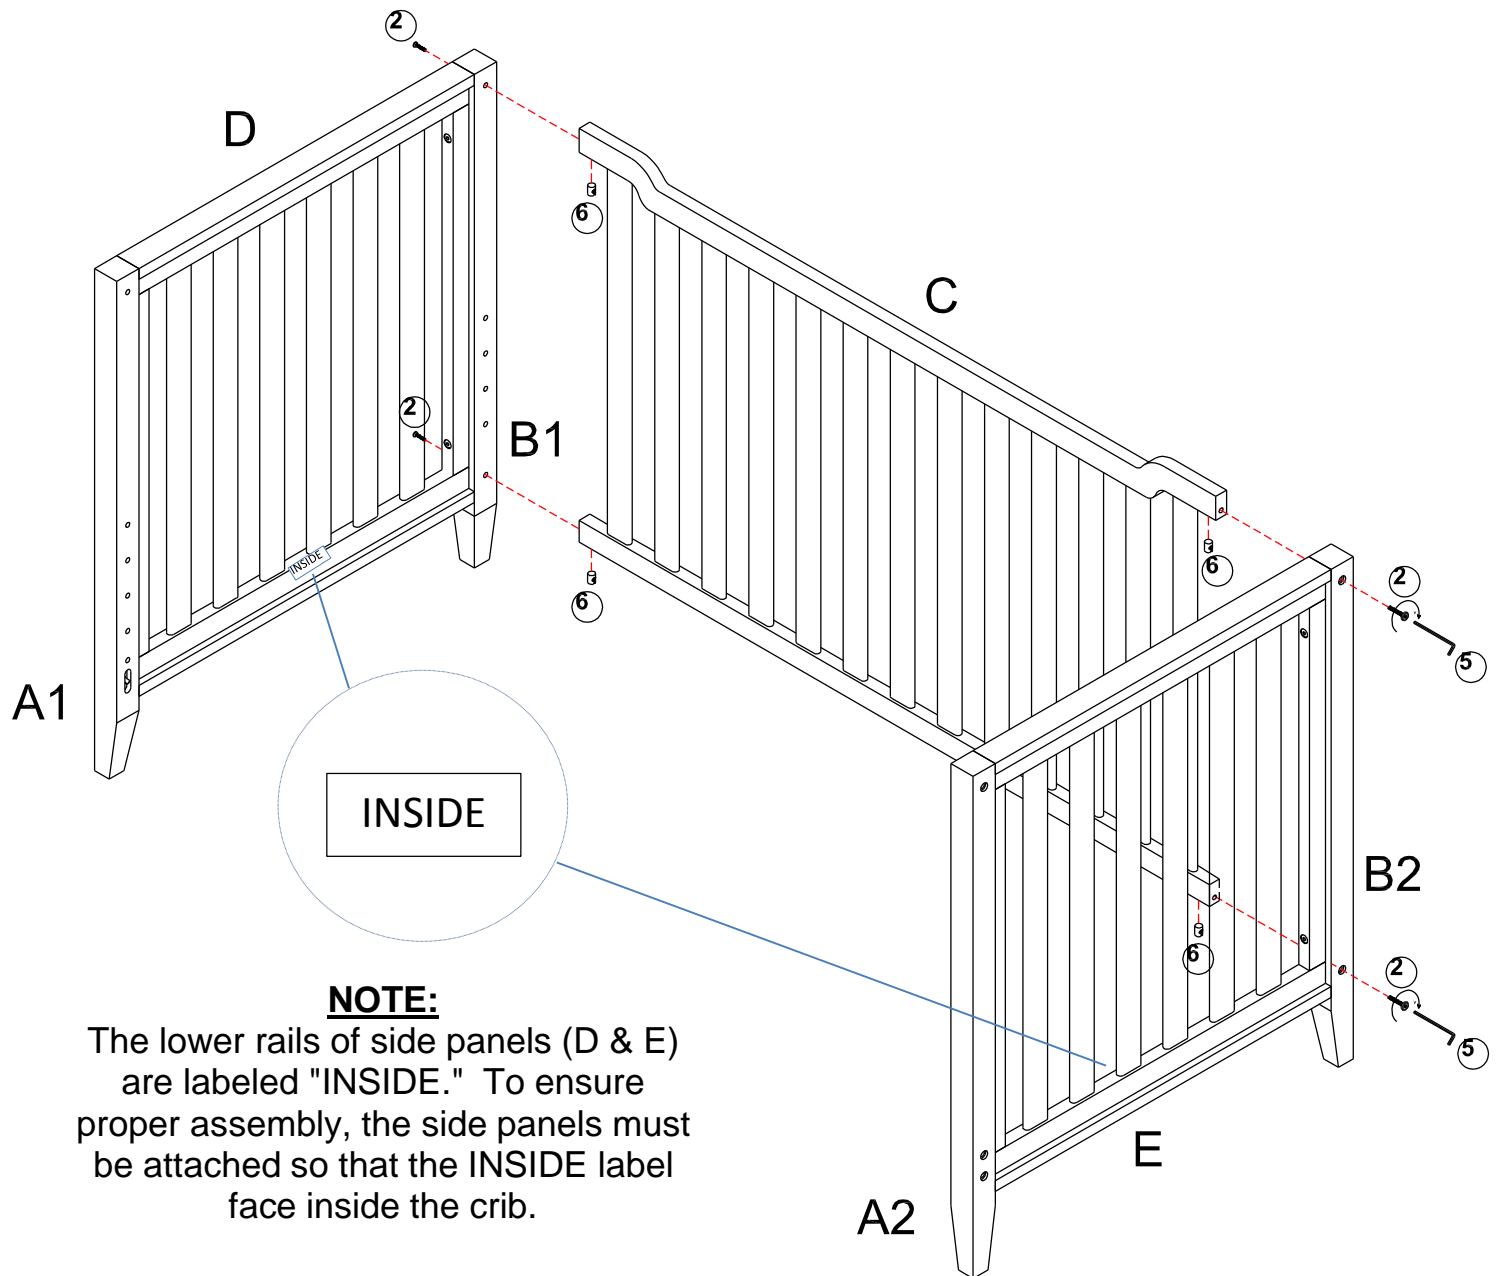 2
D
6
C
2
B1
INSIDE
6
6
2
5
A1
INSIDE
B2
6
2
5
NOTE:
The lower rails of side panels (D & E)
are labeled "INSIDE."  To ensure
proper assembly, the side panels must
be attached so that the INSIDE label
face inside the crib.
E
A2